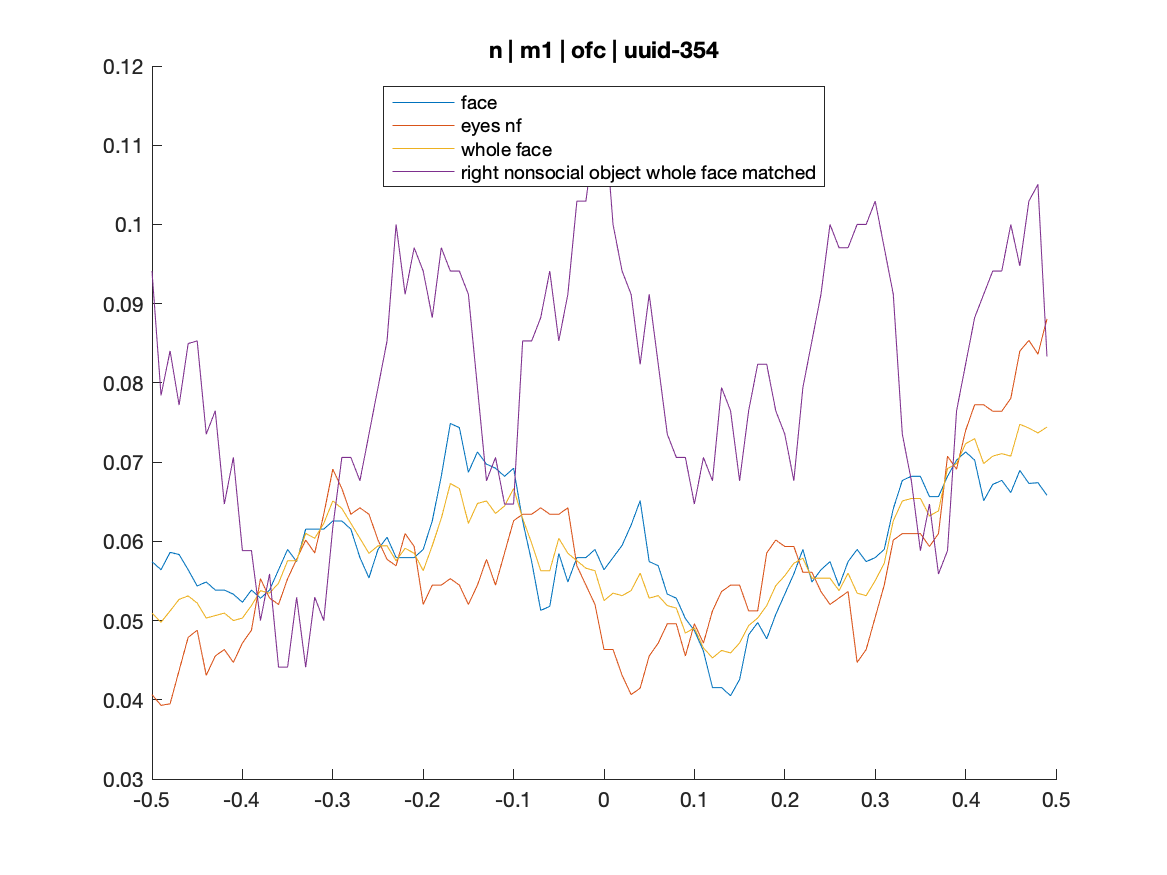 n | m1 | ofc | uuid-354
face
eyes nf
whole face
right nonsocial object whole face matched
0.12
0.11
0.1
0.09
0.08
0.07
0.06
0.05
0.04
0.03
-0.5 -0.4 -0.3 -0.2 -0.1 0 0.1 0.2 0.3 0.4 0.5